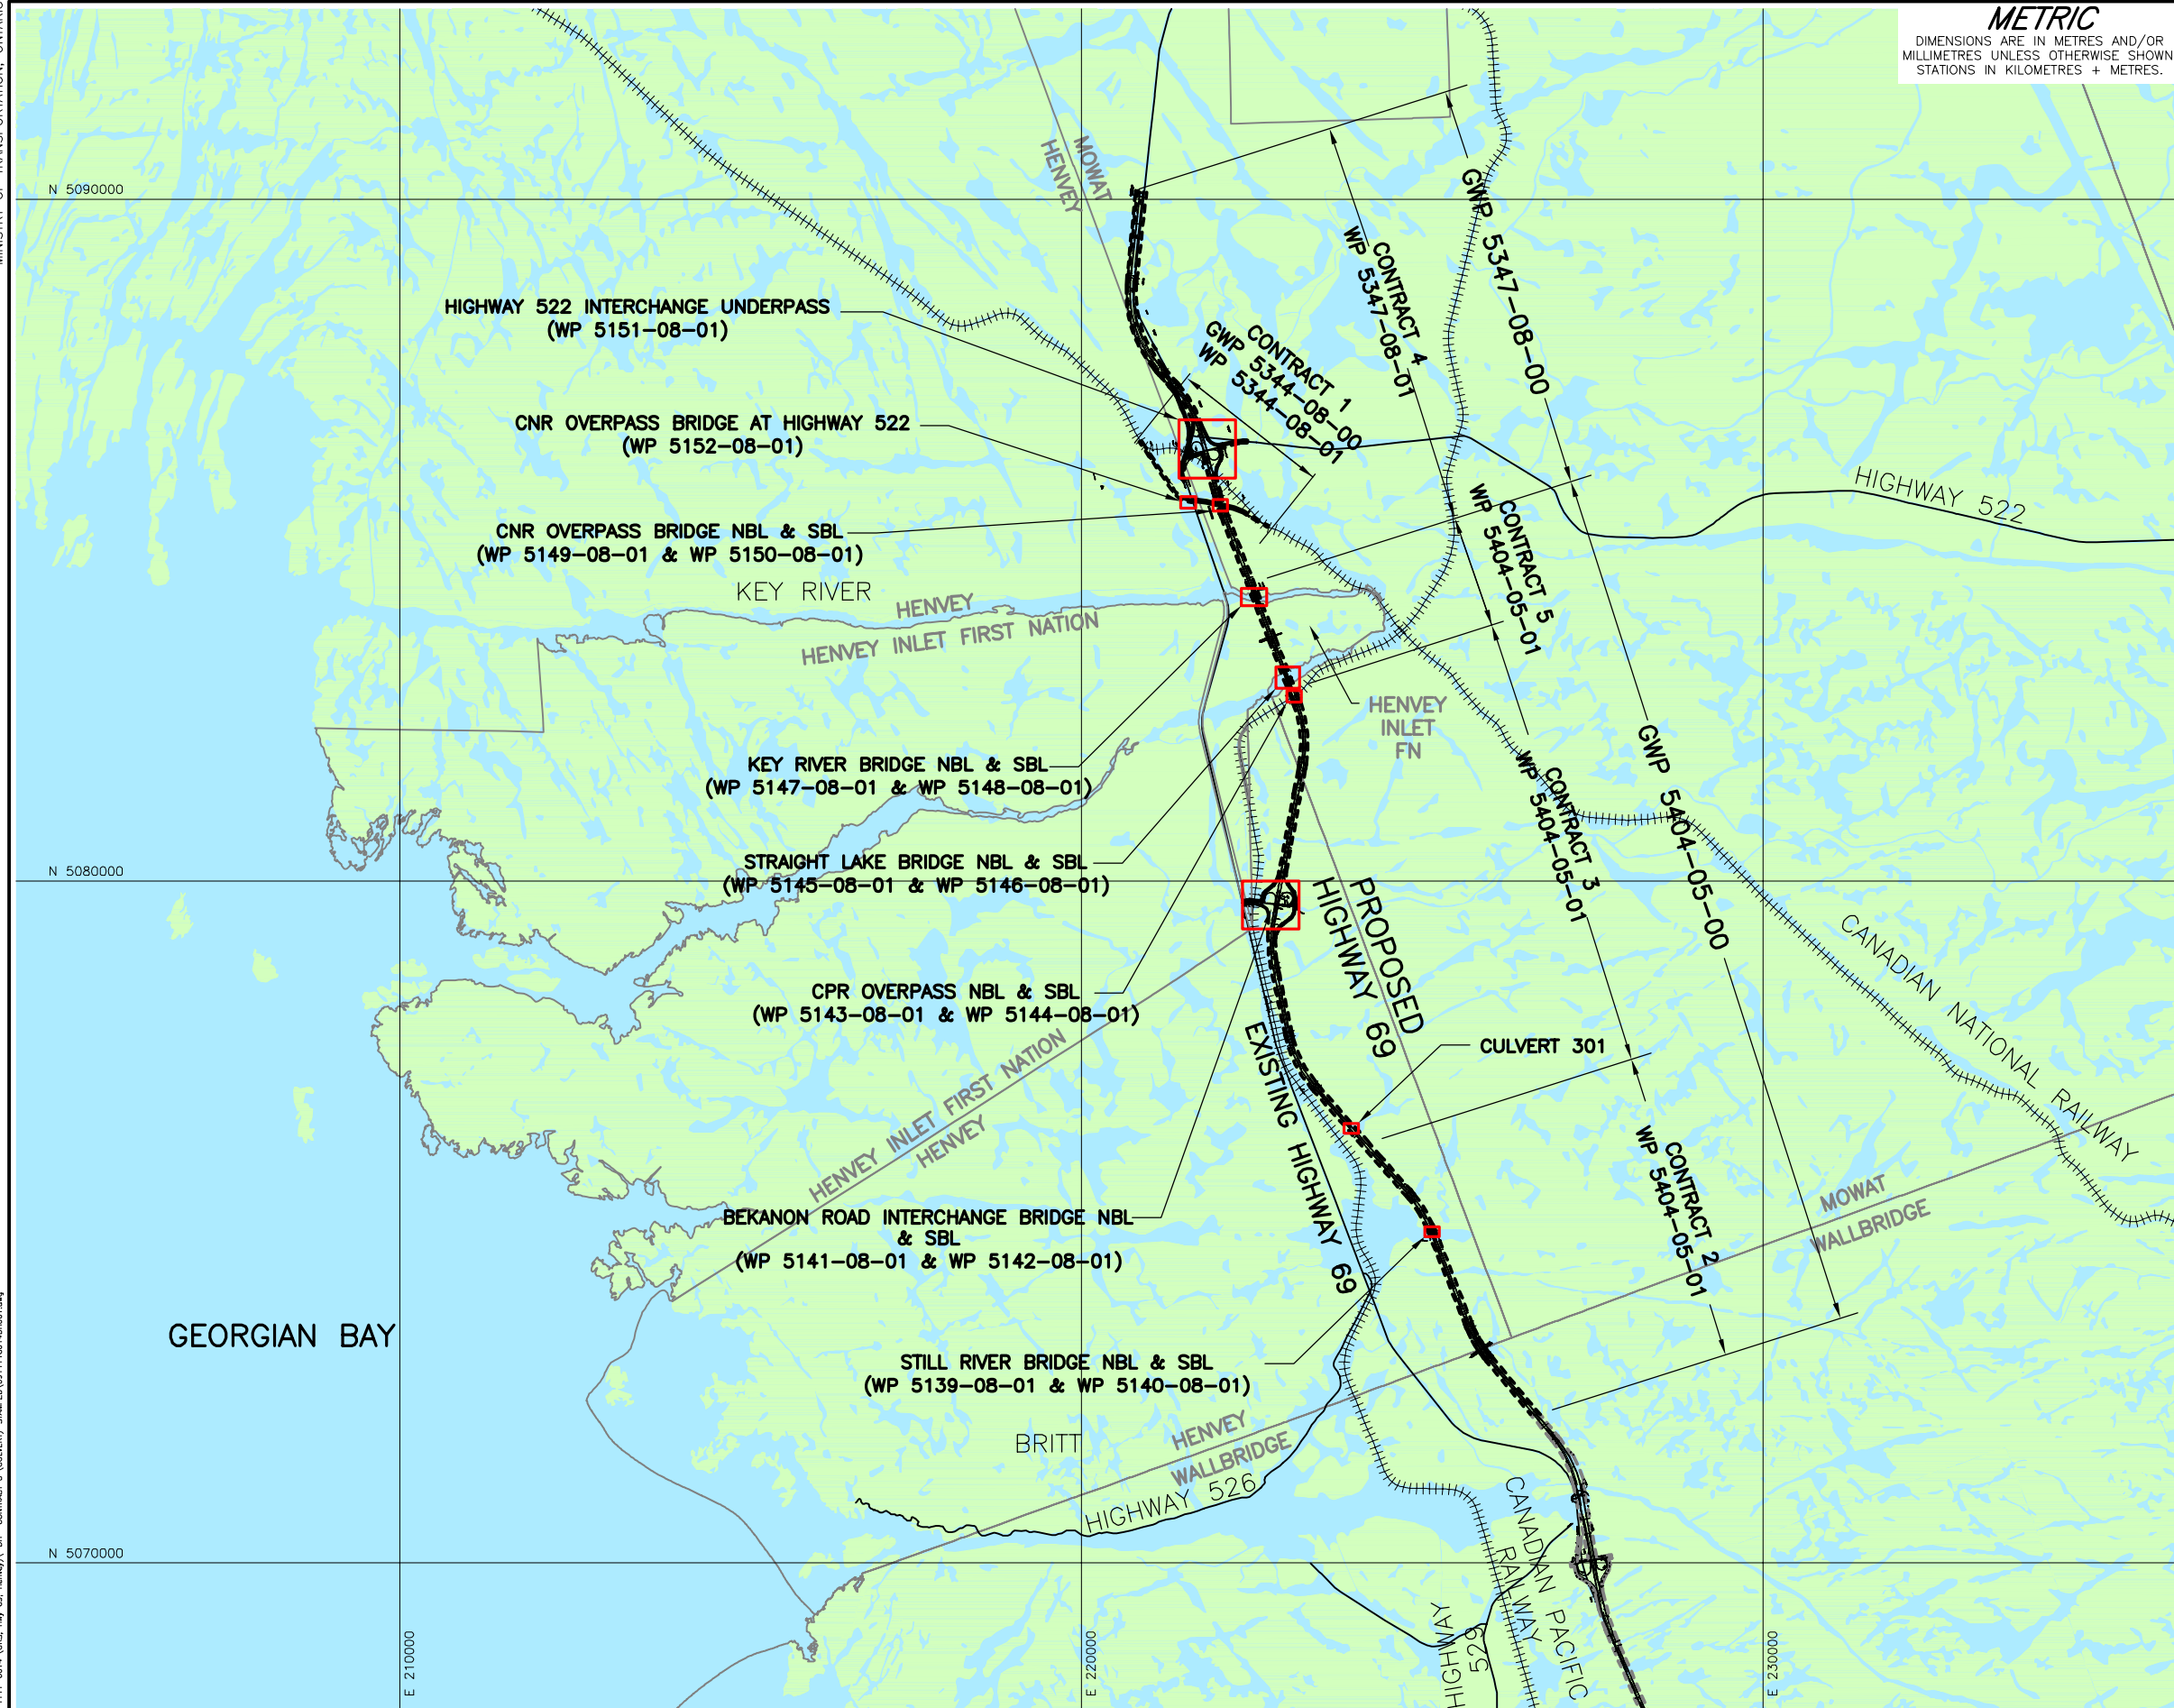 METRIC
DIMENSIONS ARE IN METRES AND/OR
MILLIMETRES UNLESS OTHERWISE SHOWN
STATIONS IN KILOMETRES + METRES.
N 5090000
MOWAT
HENVEY
GWP 5347-08-00
CONTRACT 4
WP 5347-08-01
HIGHWAY 522 INTERCHANGE UNDERPASS
(WP 5151-08-01)
CONTRACT 1
GWP 5344-08-00
WP 5344-08-01
CNR OVERPASS BRIDGE AT HIGHWAY 522
(WP 5152-08-01)
HIGHWAY 522
CNR OVERPASS BRIDGE NBL & SBL
(WP 5149-08-01 & WP 5150-08-01)
CONTRACT 5
WP 5404-05-01
KEY RIVER
HENVEY
HENVEY INLET FIRST NATION
HENVEY
INLET
FN
KEY RIVER BRIDGE NBL & SBL
(WP 5147-08-01 & WP 5148-08-01)
GWP 5404-05-00
CONTRACT 3
WP 5404-05-01
STRAIGHT LAKE BRIDGE NBL & SBL
(WP 5145-08-01 & WP 5146-08-01)
N 5080000
PROPOSED
HIGHWAY 69
CANADIAN NATIONAL RAILWAY
CPR OVERPASS NBL & SBL
(WP 5143-08-01 & WP 5144-08-01)
EXISTING HIGHWAY 69
CULVERT 301
HENVEY INLET FIRST NATION
HENVEY
CONTRACT 2
WP 5404-05-01
MOWAT
WALLBRIDGE
BEKANON ROAD INTERCHANGE BRIDGE NBL
& SBL
(WP 5141-08-01 & WP 5142-08-01)
GEORGIAN BAY
STILL RIVER BRIDGE NBL & SBL
(WP 5139-08-01 & WP 5140-08-01)
BRITT
HENVEY
WALLBRIDGE
HIGHWAY 526
CANADIAN PACIFIC
RAILWAY
N 5070000
HIGHWAY
529
E 210000
E 220000
E 230000